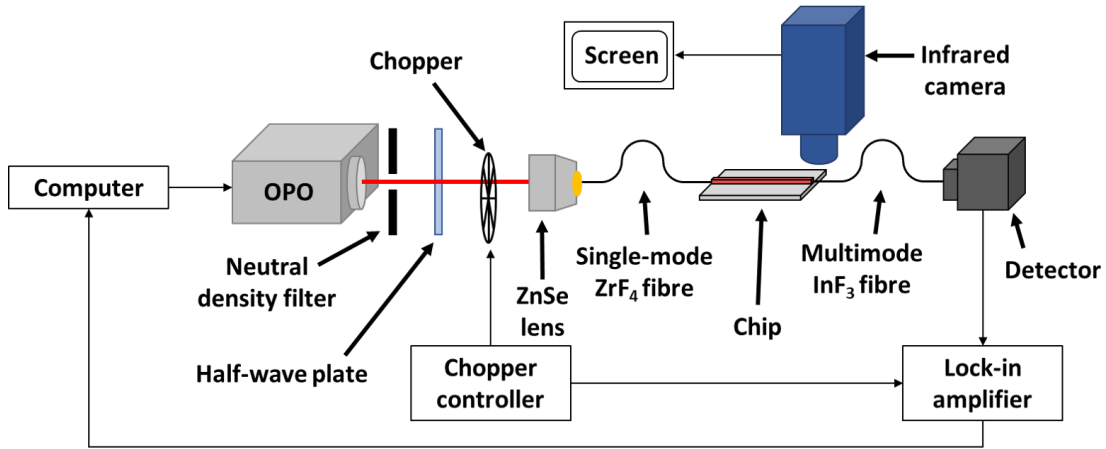 Screen
Infrared
camera
Chopper
Computer
OPO
Neutral
density filter
Half-wave plate
ZnSe
lens
Single-mode
ZrF₄ fibre
Chip
Multimode
InF₃ fibre
Detector
Chopper
controller
Lock-in
amplifier